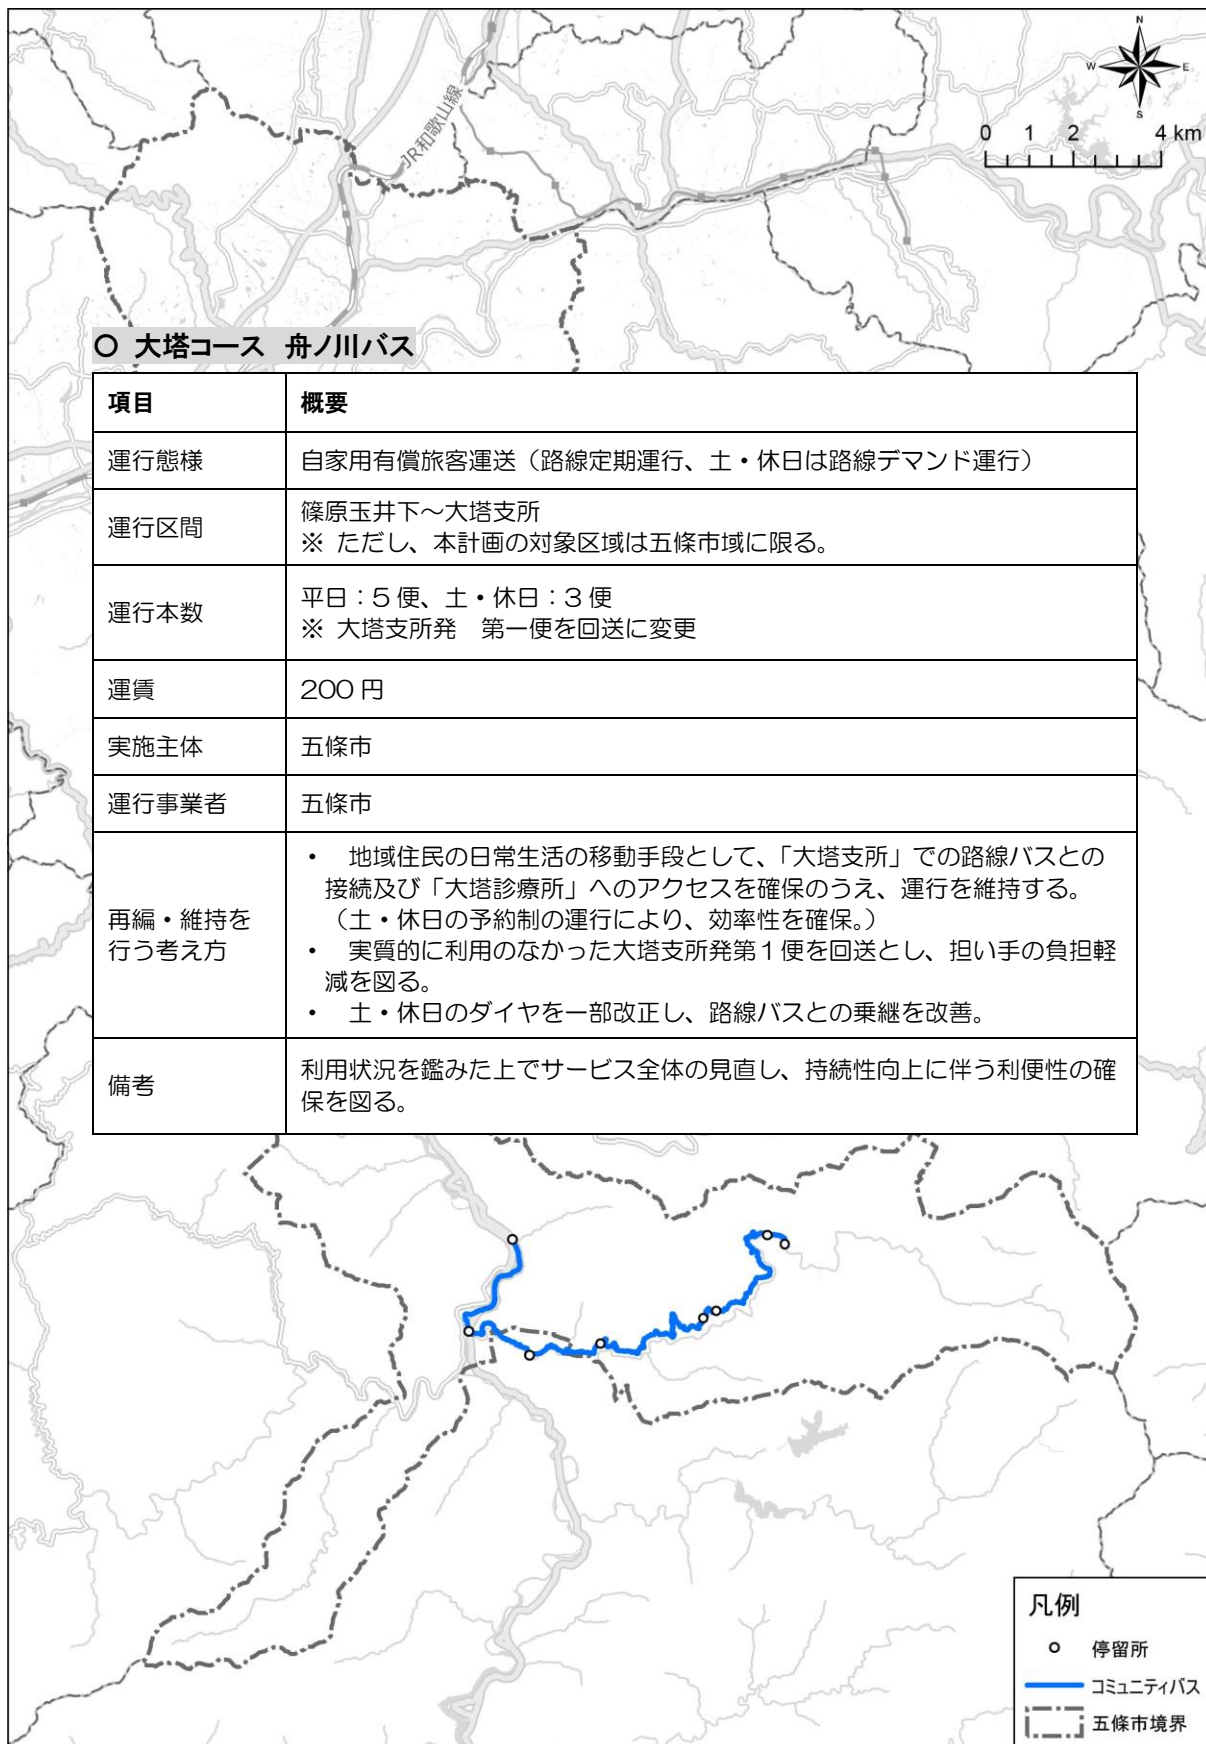 N
W E
S
0 1 2 4 km
JR和歌山線
〇 大塔コース 舟ノ川バス
項目 概要
運行態様 自家用有償旅客運送（路線定期運行、土・休日は路線デマンド運行）
運行区間 篠原玉井下～大塔支所
※ ただし、本計画の対象区域は五條市域に限る。
運行本数 平日：5便、土・休日：3便
※ 大塔支所発　第一便を回送に変更
運賃 200円
実施主体 五條市
運行事業者 五條市
再編・維持を
行う考え方
・ 地域住民の日常生活の移動手段として、「大塔支所」での路線バスとの
接続及び「大塔診療所」へのアクセスを確保のうえ、運行を維持する。
（土・休日の予約制の運行により、効率性を確保。）
・ 実質的に利用のなかった大塔支所発第1便を回送とし、担い手の負担軽
減を図る。
・ 土・休日のダイヤを一部改正し、路線バスとの乗継を改善。
備考 利用状況を鑑みた上でサービス全体の見直し、持続性向上に伴う利便性の確
保を図る。
凡例
停留所
コミュニティバス
五條市境界